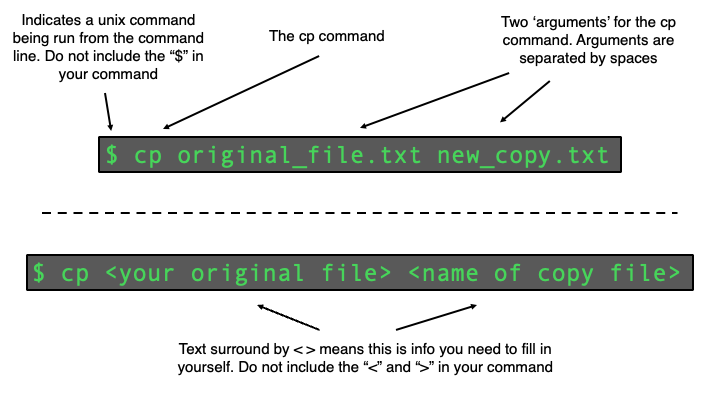 Indicates a unix command
being run from the command
line. Do not include the “$” in
your command
The cp command
Two ‘arguments’ for the cp
command. Arguments are
separated by spaces
$ cp original_file.txt new_copy.txt
$ cp <your original file> <name of copy file>
Text surround by < > means this is info you need to fill in
yourself. Do not include the “<” and “>” in your command